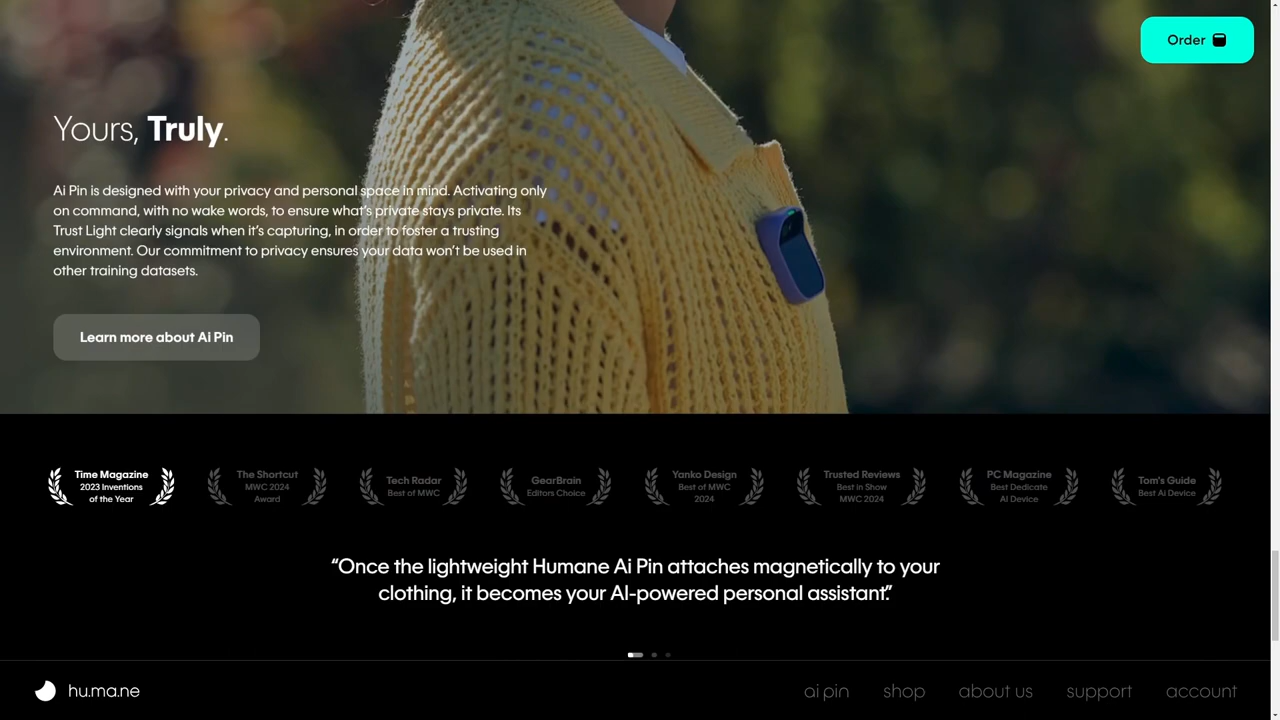 Order
Yours, Truly.
Ai Pin is designed with your privacy and personal space in mind. Activating only
on command, with no wake words, to ensure what's private stays private. Its
Trust Light clearly signals when it's capturing, in order to foster a trusting
environment. Our commitment to privacy ensures your data won't be used in
other training datasets.
Learn more about Ai Pin
Time Magazine
2023 Inventions
of the Year
The Shortcut
MWC 2024
Award
Tech Radar
Best of MWC
GearBrain
Editors Choice
Yanko Design
Best of MWC
2024
Trusted Reviews
Best in Show
MWC 2024
PC Magazine
Best Dedicate
AI Device
Tom's Guide
Best Ai Device
“Once the lightweight Humane Ai Pin attaches magnetically to your
clothing, it becomes your AI-powered personal assistant.”
hu.ma.ne
ai pin
shop
about us
support
account